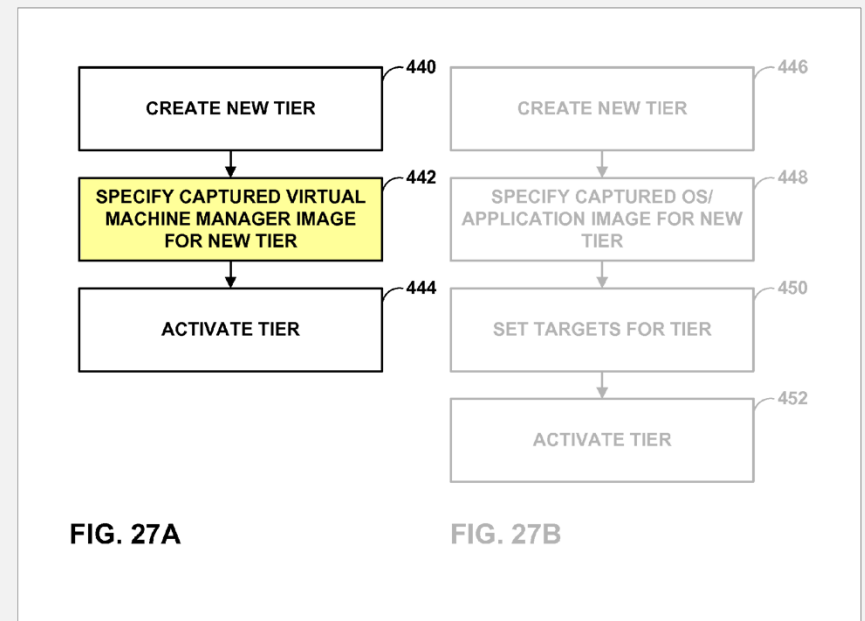 440
CREATE NEW TIER
442
SPECIFY CAPTURED VIRTUAL
MACHINE MANAGER IMAGE
FOR NEW TIER
444
ACTIVATE TIER
FIG. 27A
446
CREATE NEW TIER
448
SPECIFY CAPTURED OS/
APPLICATION IMAGE FOR NEW
TIER
450
SET TARGETS FOR TIER
452
ACTIVATE TIER
FIG. 27B